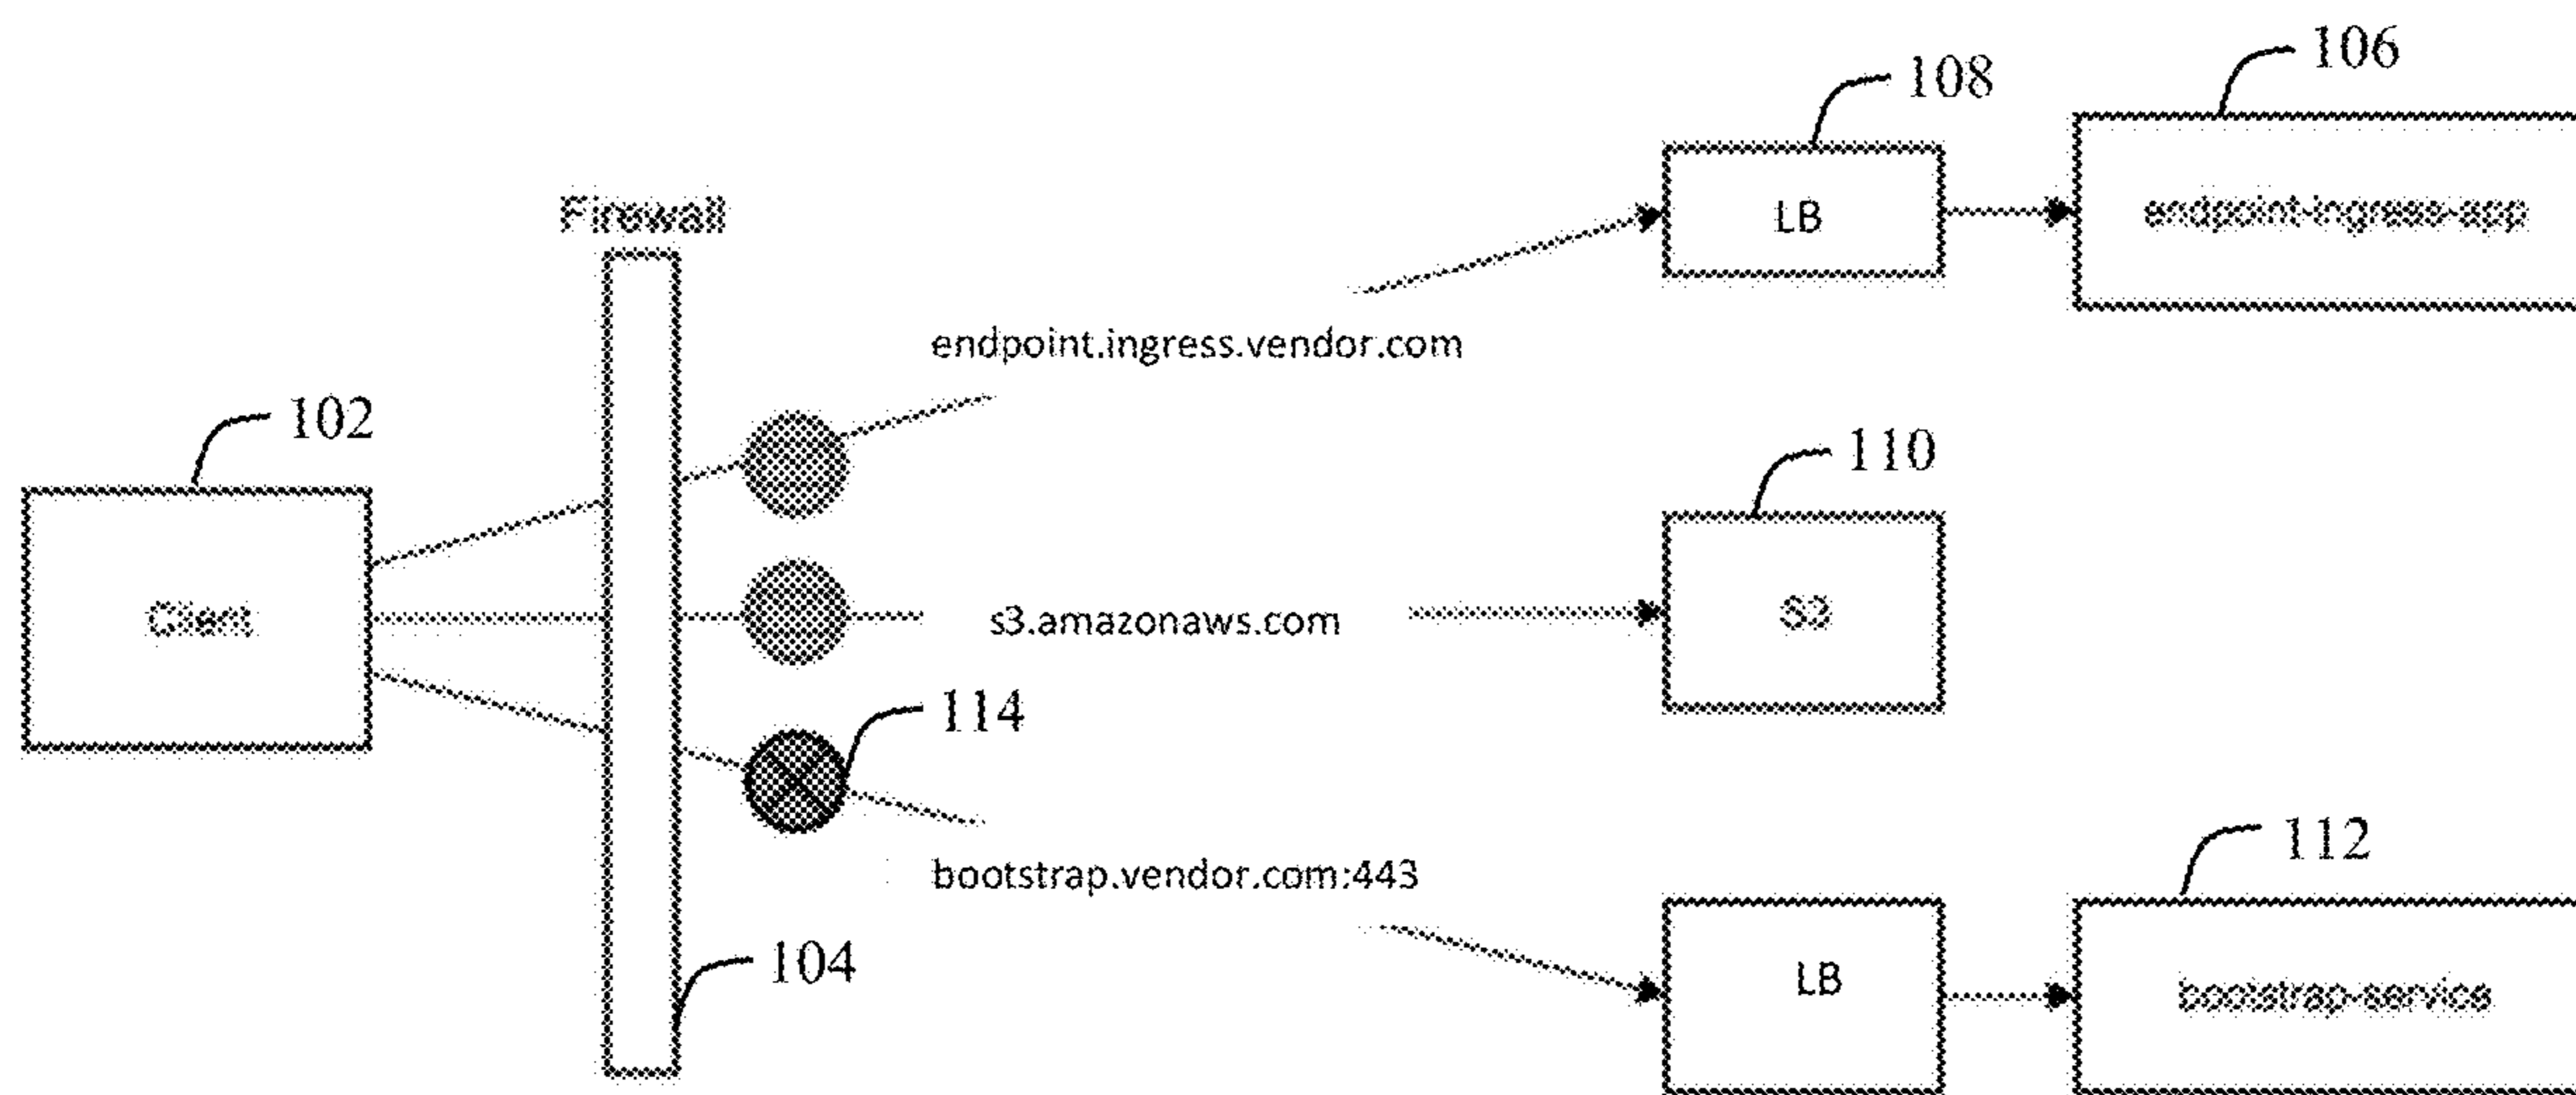 106
108
Firewall
LB
endpoint-ingress-app
endpoint.ingress.vendor.com
102
110
Client
s3.amazonaws.com
S3
114
bootstrap.vendor.com:443
112
104
LB
bootstrap-service